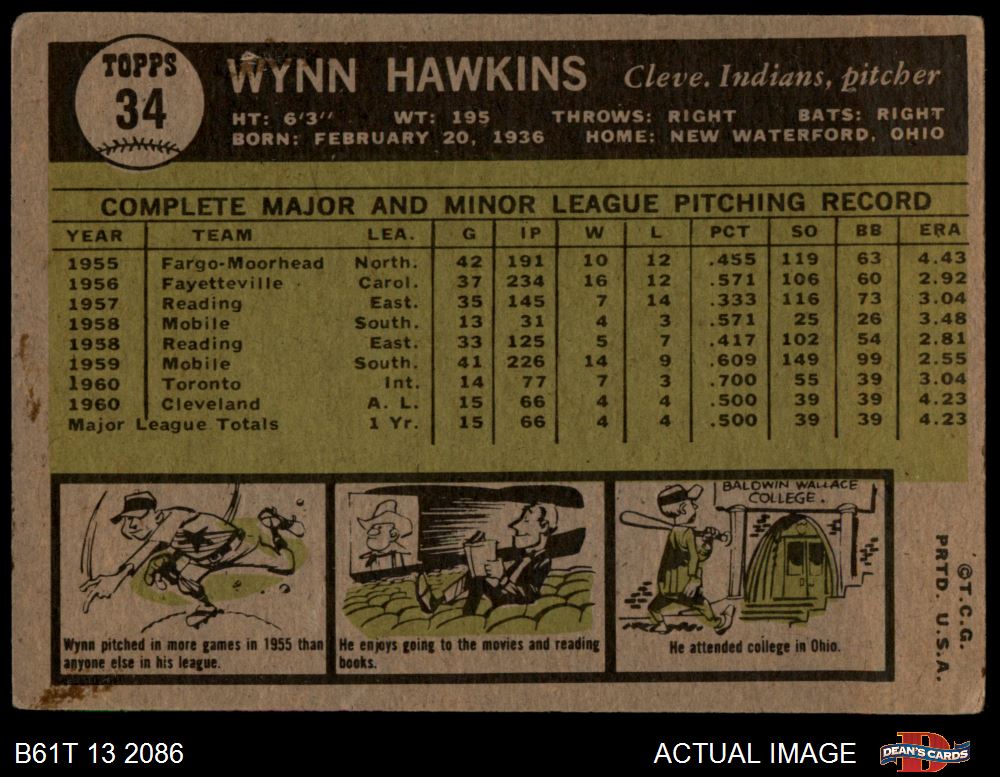 TOPPS
34
WYNN HAWKINS Cleve. Indians, pitcher
HT: 6'3'' WT: 195 THROWS: RIGHT BATS: RIGHT
BORN: FEBRUARY 20, 1936 HOME: NEW WATERFORD, OHIO
COMPLETE MAJOR AND MINOR LEAGUE PITCHING RECORD
YEAR TEAM LEA. G IP W L PCT SO BB ERA
1955 Fargo-Moorhead North. 42 191 10 12 .455 119 63 4.43
1956 Fayetteville Carol. 37 234 16 12 .571 106 60 2.92
1957 Reading East. 35 145 7 14 .333 116 73 3.04
1958 Mobile South. 13 31 4 3 .571 25 26 3.48
1958 Reading East. 33 125 5 7 .417 102 54 2.81
1959 Mobile South. 41 226 14 9 .609 149 99 2.55
1960 Toronto Int. 14 77 7 3 .700 55 39 3.04
1960 Cleveland A. L. 15 66 4 4 .500 39 39 4.23
Major League Totals 1 Yr. 15 66 4 4 .500 39 39 4.23
Wynn pitched in more games in 1955 than
anyone else in his league.
He enjoys going to the movies and reading
books.
BALDWIN WALLACE
COLLEGE.
He attended college in Ohio.
©T.C.G.
PRTD. U.S.A.
B61T 13 2086 ACTUAL IMAGE
DEAN'S CARDS